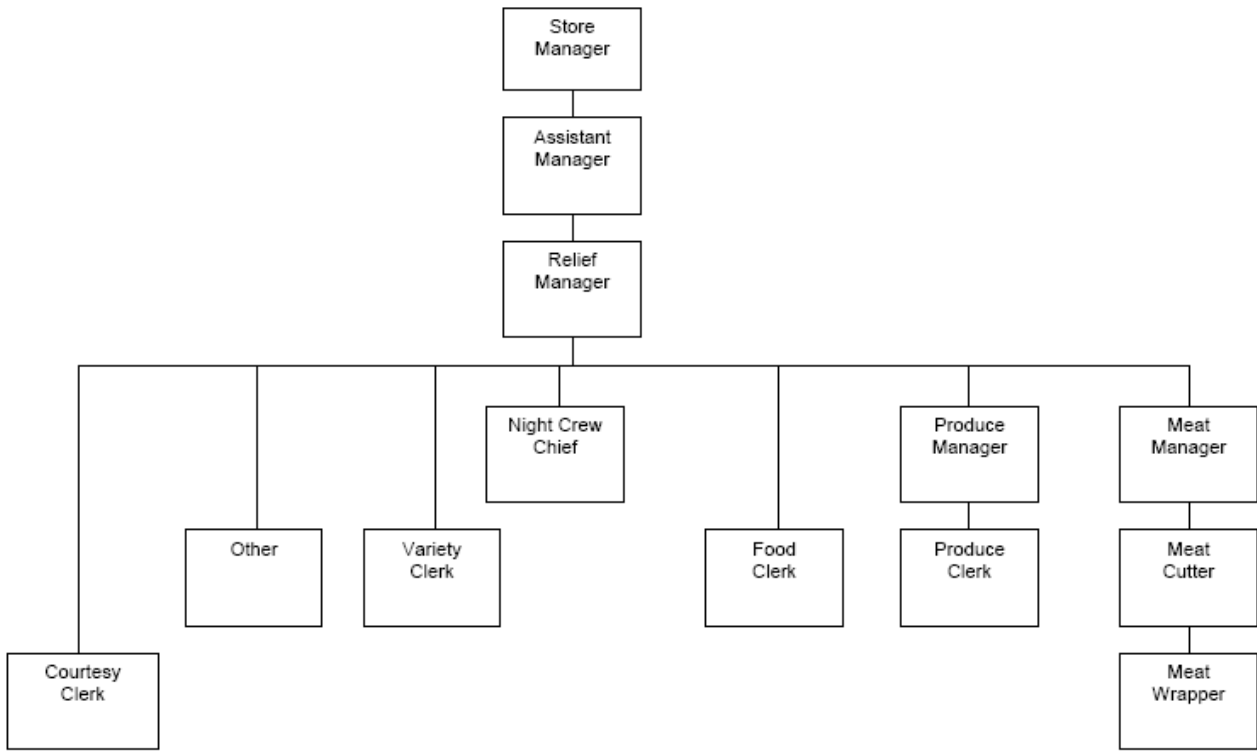 Store
Manager
Assistant
Manager
Relief
Manager
Night Crew
Chief
Produce
Manager
Meat
Manager
Other
Variety
Clerk
Food
Clerk
Produce
Clerk
Meat
Cutter
Courtesy
Clerk
Meat
Wrapper